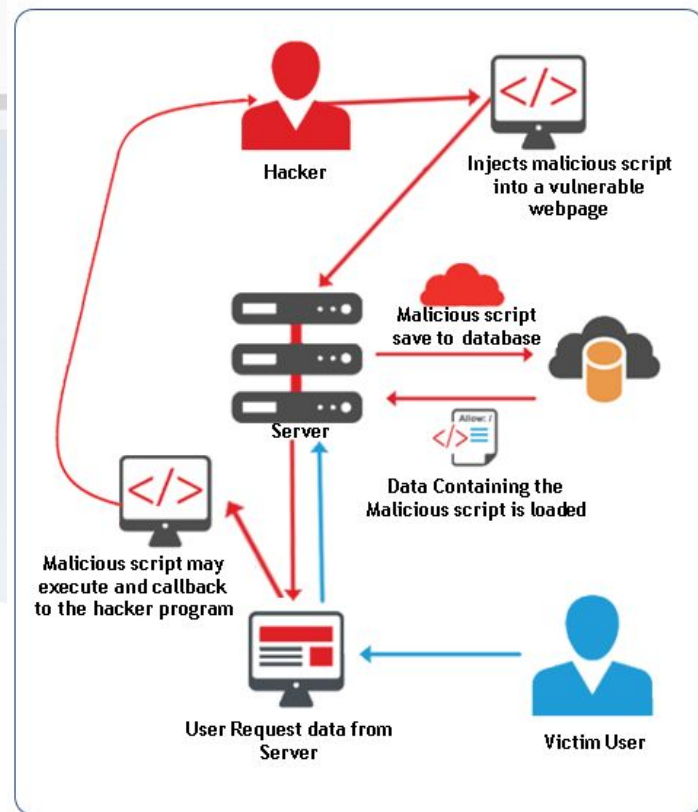 Hacker
Injects malicious script
into a vulnerable
webpage
</>
Malicious script
save to database
Server
Allow: /
</>
Data Containing the
Malicious script is loaded
</>
Malicious script may
execute and callback
to the hacker program
User Request data from
Server
Victim User